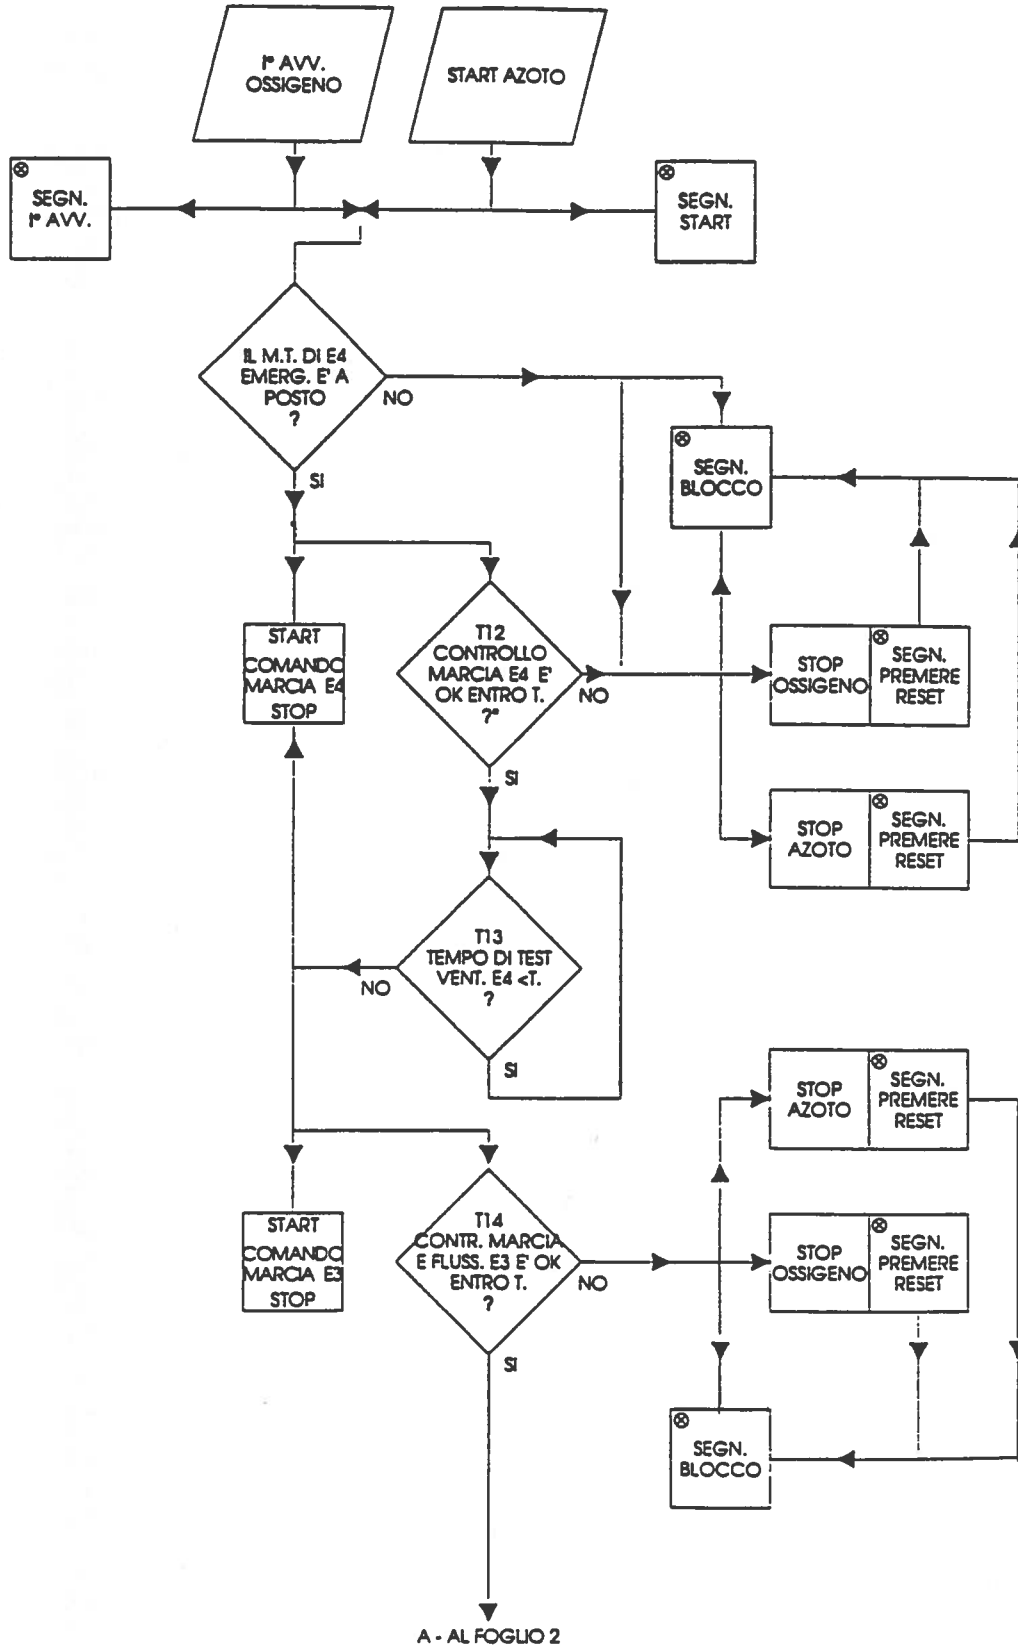 1° AVV.
OSSIGENO
START AZOTO
SEGN.
1° AVV.
SEGN.
START
IL M.T. DI E4
EMERG. E' A
POSTO
?
NO
SI
SEGN.
BLOCCO
START
COMANDO
MARCIA E4
STOP
T12
CONTROLLO
MARCIA E4 E'
OK ENTRO T.
?"
NO
SI
STOP
OSSIGENO
SEGN.
PREMERE
RESET
STOP
AZOTO
SEGN.
PREMERE
RESET
T13
TEMPO DI TEST
VENT. E4 <T.
?
NO
SI
STOP
AZOTO
SEGN.
PREMERE
RESET
START
COMANDO
MARCIA E3
STOP
T14
CONTR. MARCIA
E FLUSS. E3 E' OK
ENTRO T.
?
NO
SI
STOP
OSSIGENO
SEGN.
PREMERE
RESET
SEGN.
BLOCCO
A - AL FOGLIO 2